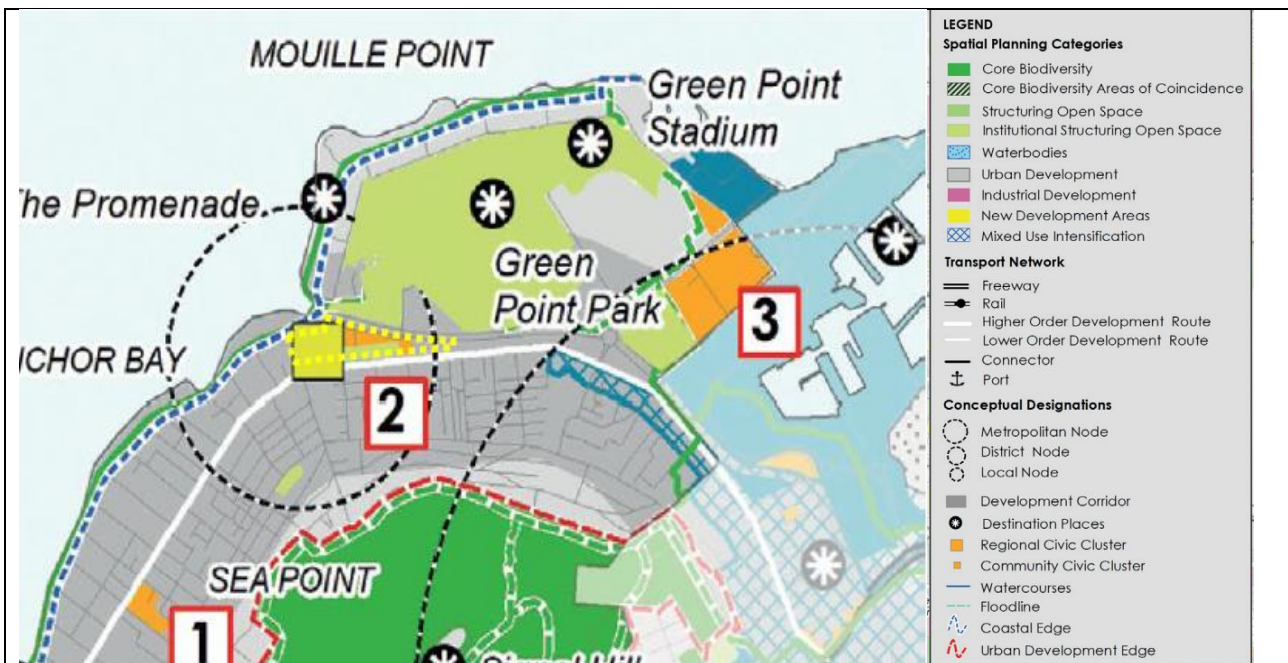 MOUILLE POINT
Green Point
Stadium
The Promenade
Green
Point Park
3
BAY
2
SEA POINT
1
LEGEND
Spatial Planning Categories
Core Biodiversity
Core Biodiversity Areas of Coincidence
Structuring Open Space
Institutional Structuring Open Space
Waterbodies
Urban Development
Industrial Development
New Development Areas
Mixed Use Intensification
Transport Network
Freeway
Rail
Higher Order Development Route
Lower Order Development Route
Connector
Port
Conceptual Designations
Metropolitan Node
District Node
Local Node
Development Corridor
Destination Places
Regional Civic Cluster
Community Civic Cluster
Watercourses
Floodline
Coastal Edge
Urban Development Edge